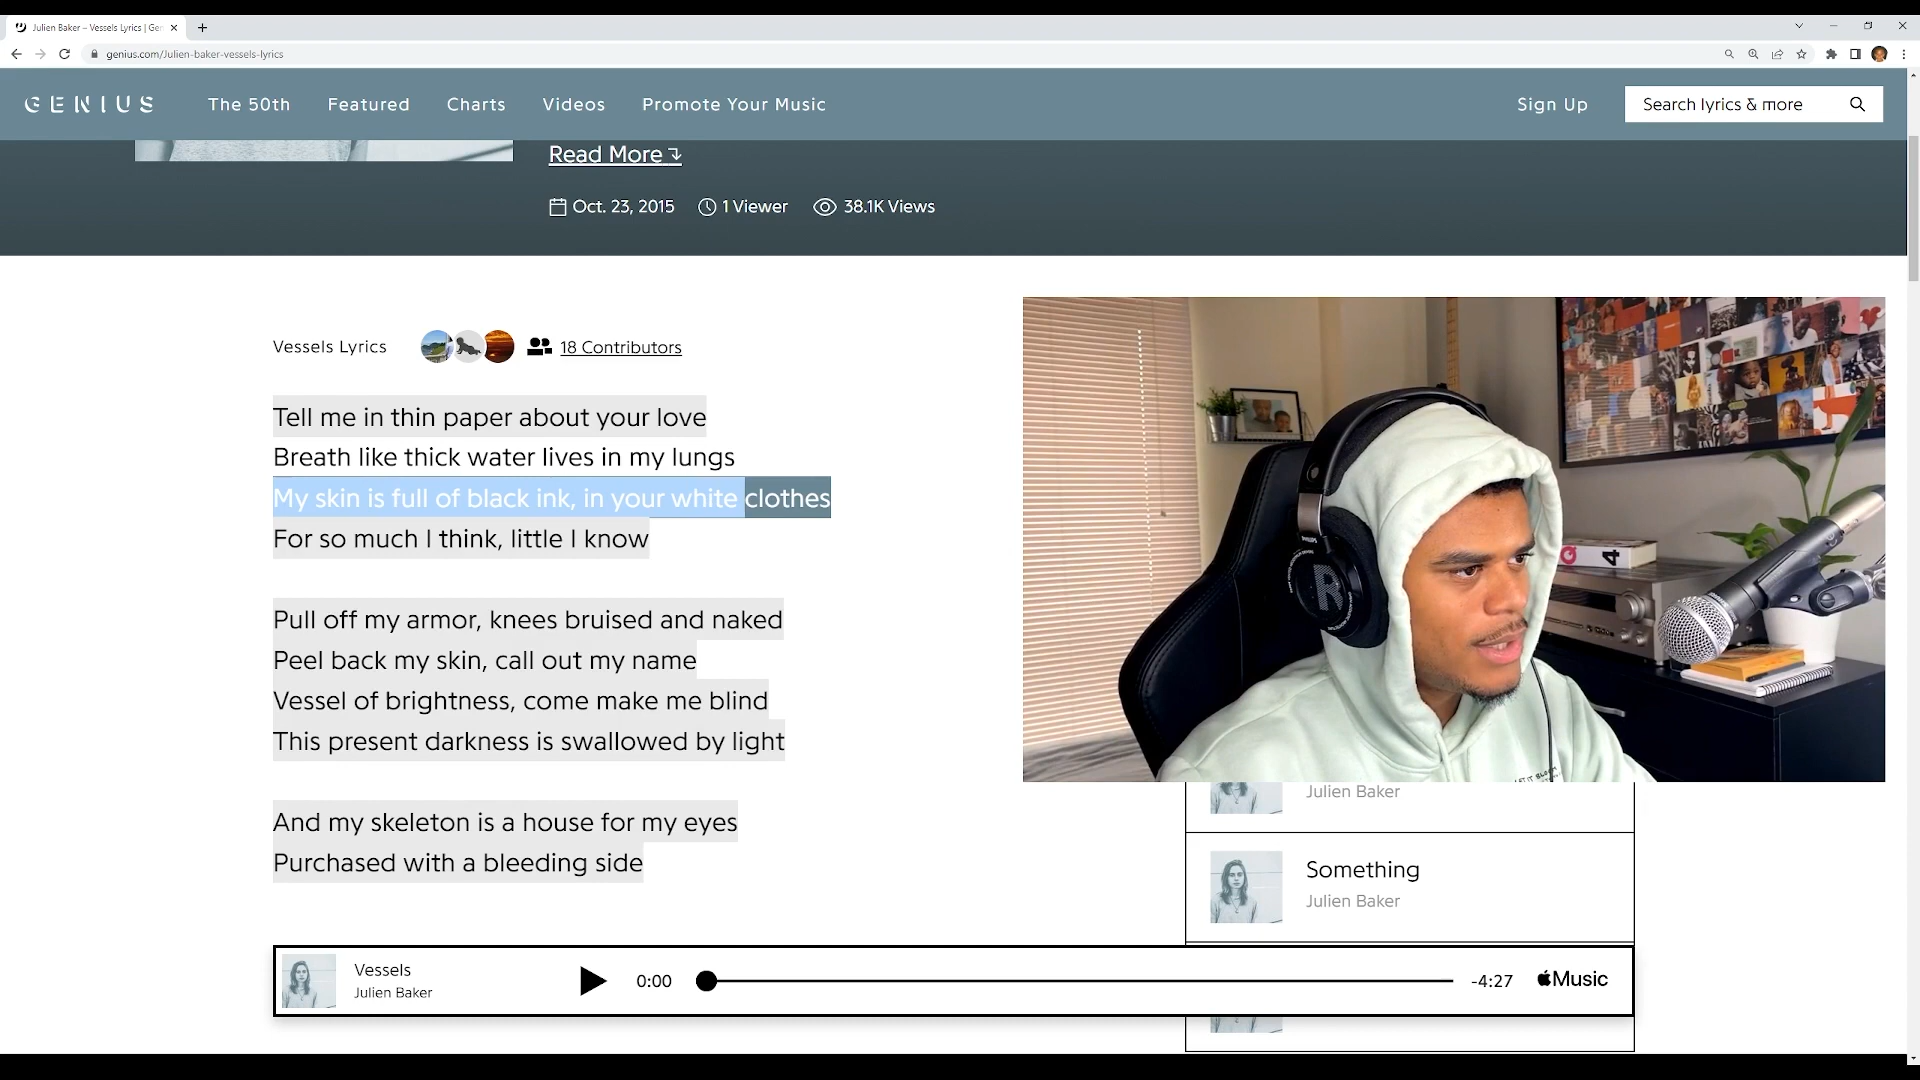 Julien Baker – Vessels Lyrics | Gen
genius.com/Julien-baker-vessels-lyrics
GENIUS The 50th Featured Charts Videos Promote Your Music Sign Up Search lyrics & more
Read More
Oct. 23, 2015 1 Viewer 38.1K Views
Vessels Lyrics 18 Contributors
Tell me in thin paper about your love
Breath like thick water lives in my lungs
My skin is full of black ink, in your white clothes
For so much I think, little I know
Pull off my armor, knees bruised and naked
Peel back my skin, call out my name
Vessel of brightness, come make me blind
This present darkness is swallowed by light
And my skeleton is a house for my eyes
Purchased with a bleeding side
R
4
Julien Baker
Something
Julien Baker
Vessels
Julien Baker
0:00
-4:27
Music